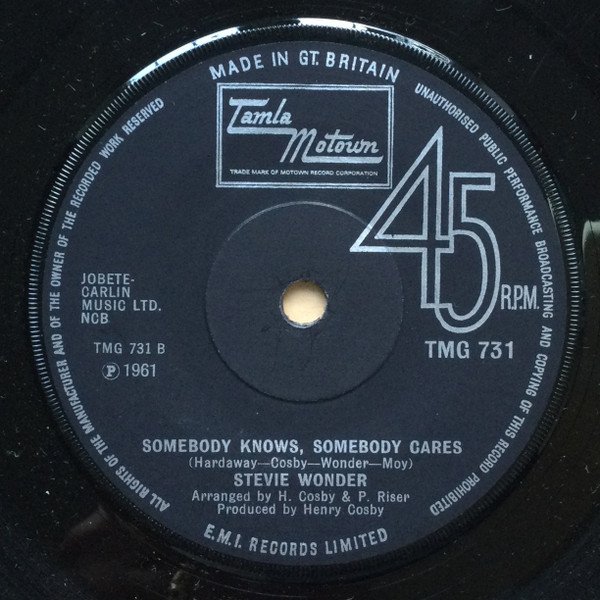 MADE IN GT. BRITAIN
UNAUTHORISED PUBLIC PERFORMANCE BROADCASTING AND COPYING OF THIS RECORD PROHIBITED
ALL RIGHTS OF THE MANUFACTURER AND OF THE OWNER OF THE RECORDED WORK RESERVED
Tamla
Motown
TRADE MARK OF MOTOWN RECORD CORPORATION
45 R.P.M.
TMG 731
JOBETE-
CARLIN
MUSIC LTD.
NCB
TMG 731 B
Ⓟ 1961
SOMEBODY KNOWS, SOMEBODY CARES
(Hardaway—Cosby—Wonder—Moy)
STEVIE WONDER
Arranged by H. Cosby & P. Riser
Produced by Henry Cosby
E.M.I. RECORDS LIMITED